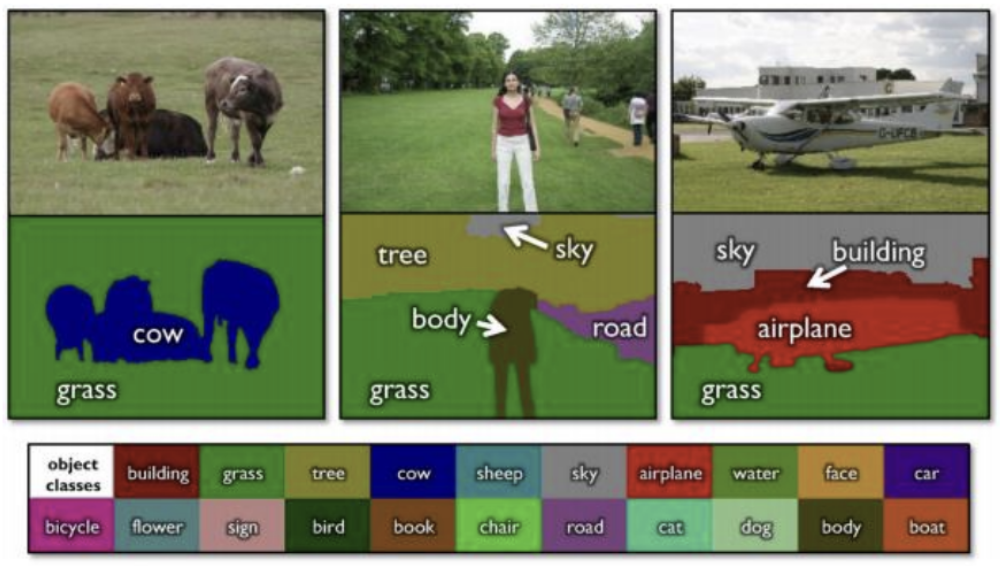 G-UFCB
tree
sky
sky
building
cow
body
road
airplane
grass
grass
grass
object classes
building
grass
tree
cow
sheep
sky
airplane
water
face
car
bicycle
flower
sign
bird
book
chair
road
cat
dog
body
boat